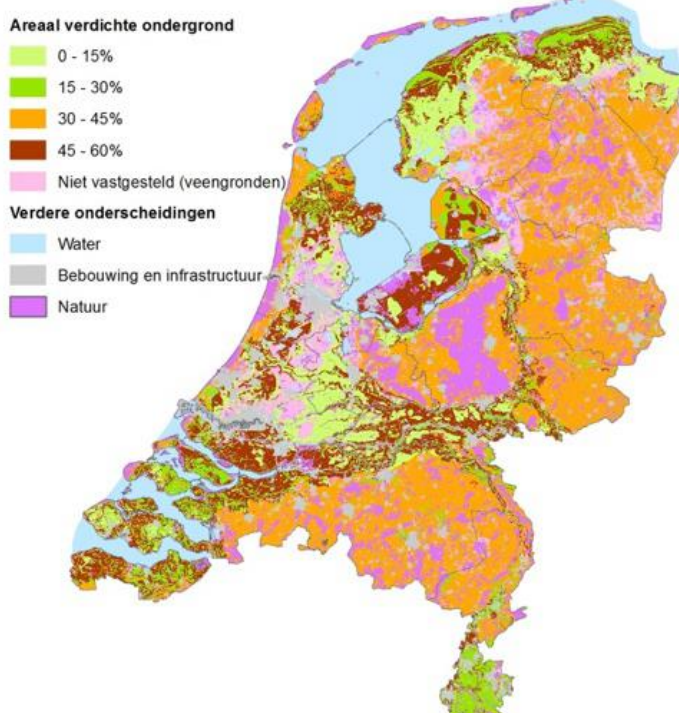 Areaal verdichte ondergrond
0 - 15%
15 - 30%
30 - 45%
45 - 60%
Niet vastgesteld (veengronden)
Verdere onderscheidingen
Water
Bebouwing en infrastructuur
Natuur